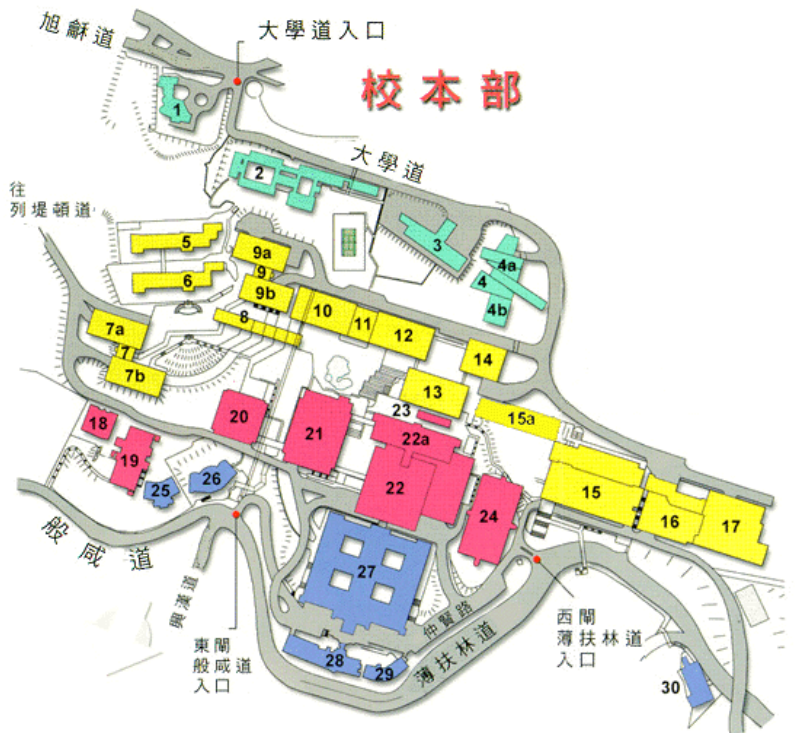 旭龢道
大學道入口
校本部
1
大學道
2
往
列堤頓道
3
5
9a
4a
9
4
6
9b
4b
8
10
11
12
7a
14
7
7b
13
23
15a
18
20
21
22a
19
26
25
22
24
15
16
17
般咸道
27
興漢道
仲賢路
東閘
般咸道
入口
西閘
薄扶林道
入口
薄扶林道
28
29
30